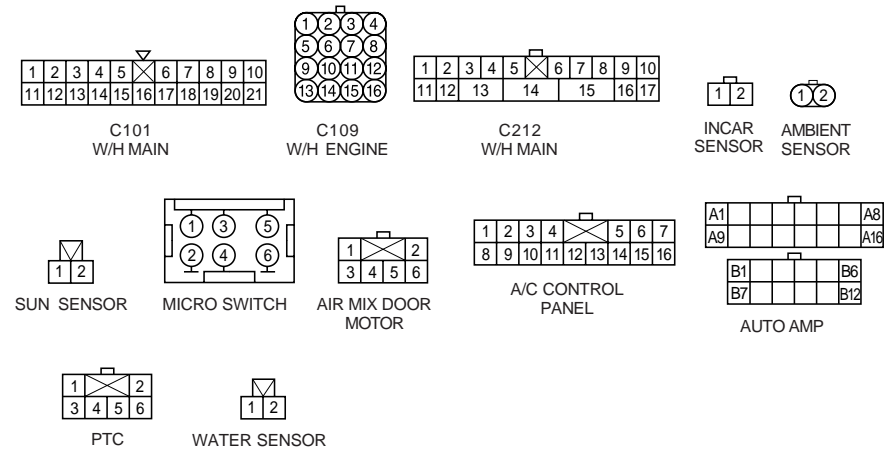 1 2 3 4 5 6 7 8 9 10
11 12 13 14 15 16 17 18 19 20 21
C101
W/H MAIN
1 2 3 4
5 6 7 8
9 10 11 12
13 14 15 16
C109
W/H ENGINE
1 2 3 4 5 6 7 8 9 10
11 12 13 14 15 16 17
C212
W/H MAIN
1 2
INCAR
SENSOR
1 2
AMBIENT
SENSOR
1 2
SUN SENSOR
1 3 5
2 4 6
MICRO SWITCH
1 2
3 4 5 6
AIR MIX DOOR
MOTOR
1 2 3 4 5 6 7
8 9 10 11 12 13 14 15 16
A/C CONTROL
PANEL
A1 A8
A9 A16
B1 B6
B7 B12
AUTO AMP
1 2
3 4 5 6
PTC
1 2
WATER SENSOR